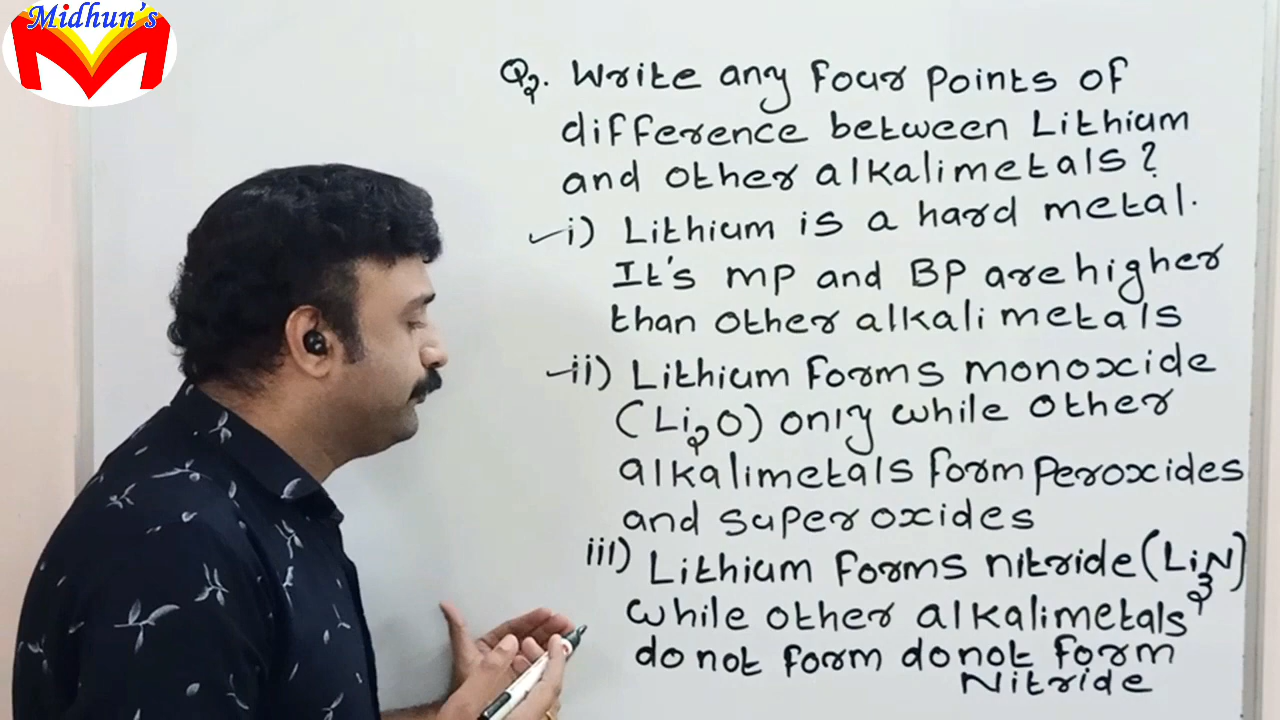 Midhun's
Q2. Write any four points of
difference between Lithium
and other alkalimetals?
i) Lithium is a hard metal.
It's MP and BP are higher
than other alkali metals
ii) Lithium forms monoxide
(Li2O) only while other
alkalimetals form peroxides
and superoxides
iii) Lithium forms nitride (Li3N)
while other alkalimetals
do not form do not form
Nitride